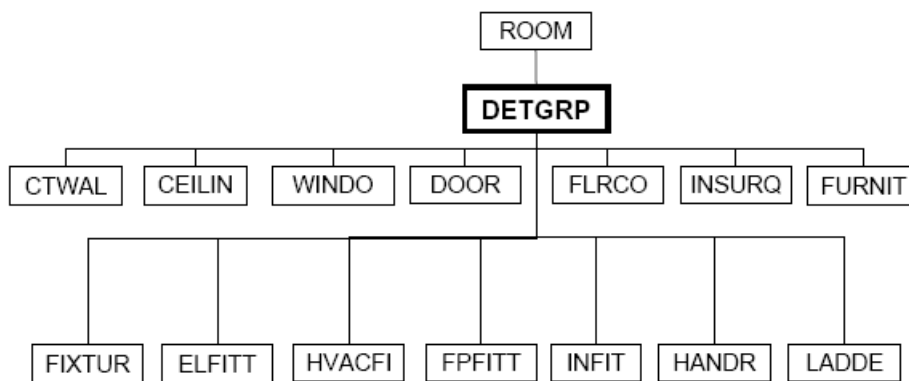 ROOM
DETGRP
CTWAL CEILIN WINDO DOOR FLRCO INSURQ FURNIT
FIXTUR ELFITT HVACFI FPFITT INFIT HANDR LADDE